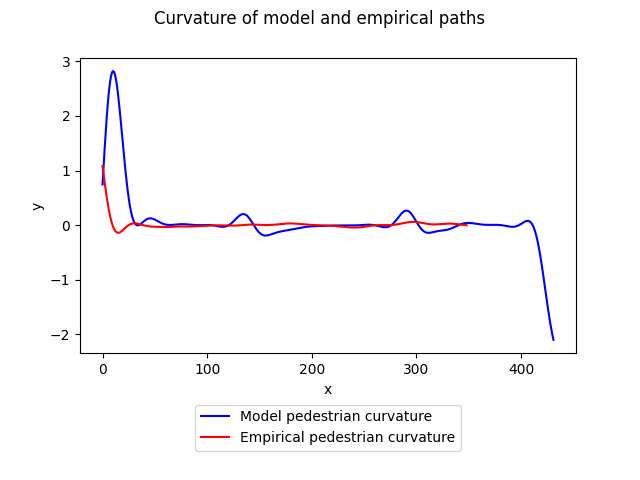 Curvature of model and empirical paths
3
2
1
0
−1
−2
y
0 100 200 300 400
x
Model pedestrian curvature
Empirical pedestrian curvature